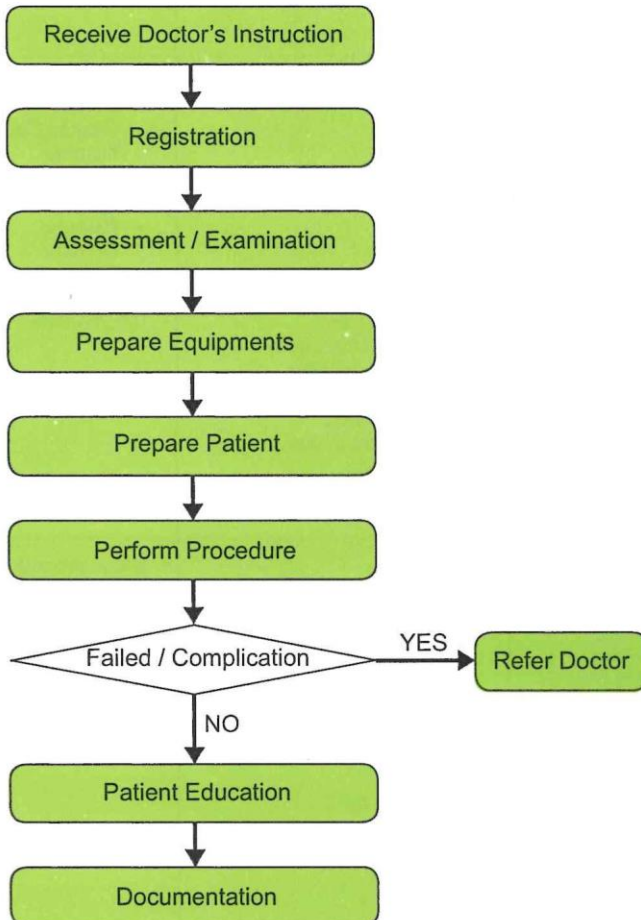 Receive Doctor's Instruction
Registration
Assessment / Examination
Prepare Equipments
Prepare Patient
Perform Procedure
Failed / Complication
YES
Refer Doctor
NO
Patient Education
Documentation